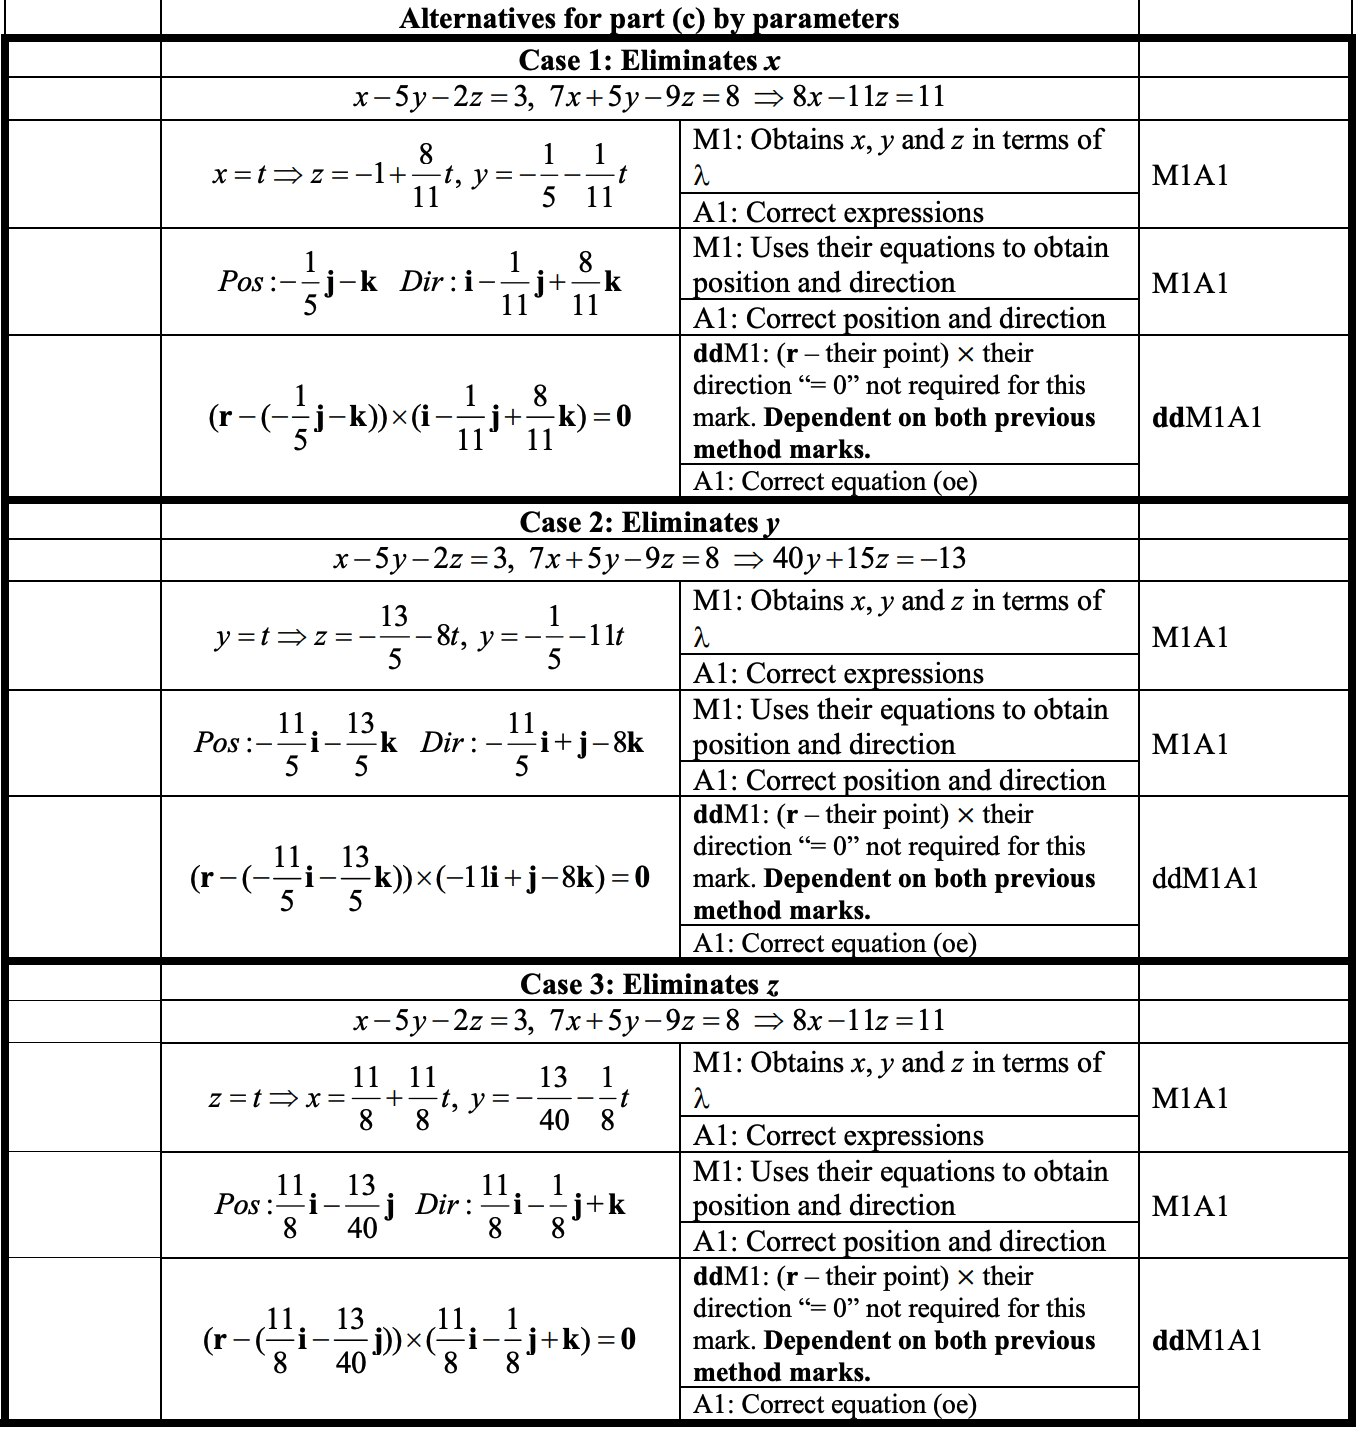 Alternatives for part (c) by parameters
Case 1: Eliminates x
x − 5y − 2z = 3, 7x + 5y − 9z = 8 ⇒ 8x − 11z = 11
x = t ⇒ z = −1 + 8/11 t, y = −1/5 − 1/11 t
M1: Obtains x, y and z in terms of
λ
A1: Correct expressions
M1A1
Pos : −1/5 j − k Dir : i − 1/11 j + 8/11 k
M1: Uses their equations to obtain
position and direction
A1: Correct position and direction
M1A1
(r − (−1/5 j − k)) × (i − 1/11 j + 8/11 k) = 0
ddM1: (r – their point) × their
direction “= 0” not required for this
mark. Dependent on both previous
method marks.
A1: Correct equation (oe)
ddM1A1
Case 2: Eliminates y
x − 5y − 2z = 3, 7x + 5y − 9z = 8 ⇒ 40y + 15z = −13
y = t ⇒ z = −13/5 − 8t, y = −1/5 − 11t
M1: Obtains x, y and z in terms of
λ
A1: Correct expressions
M1A1
Pos : −11/5 i − 13/5 k Dir : −11/5 i + j − 8k
M1: Uses their equations to obtain
position and direction
A1: Correct position and direction
M1A1
(r − (−11/5 i − 13/5 k)) × (−11i + j − 8k) = 0
ddM1: (r – their point) × their
direction “= 0” not required for this
mark. Dependent on both previous
method marks.
A1: Correct equation (oe)
ddM1A1
Case 3: Eliminates z
x − 5y − 2z = 3, 7x + 5y − 9z = 8 ⇒ 8x − 11z = 11
z = t ⇒ x = 11/8 + 11/8 t, y = −13/40 − 1/8 t
M1: Obtains x, y and z in terms of
λ
A1: Correct expressions
M1A1
Pos : 11/8 i − 13/40 j Dir : 11/8 i − 1/8 j + k
M1: Uses their equations to obtain
position and direction
A1: Correct position and direction
M1A1
(r − (11/8 i − 13/40 j)) × (11/8 i − 1/8 j + k) = 0
ddM1: (r – their point) × their
direction “= 0” not required for this
mark. Dependent on both previous
method marks.
A1: Correct equation (oe)
ddM1A1